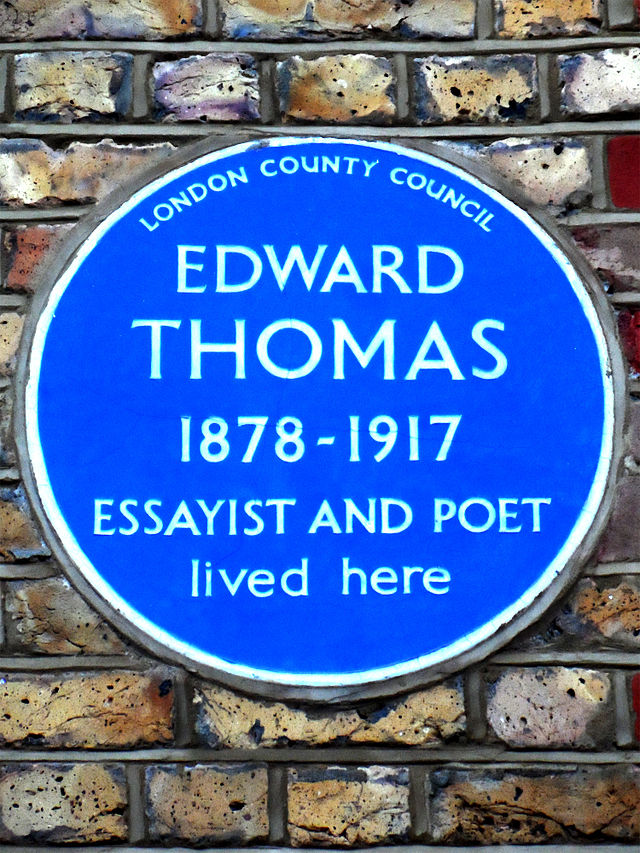 LONDON COUNTY COUNCIL
EDWARD
THOMAS
1878-1917
ESSAYIST AND POET
lived here